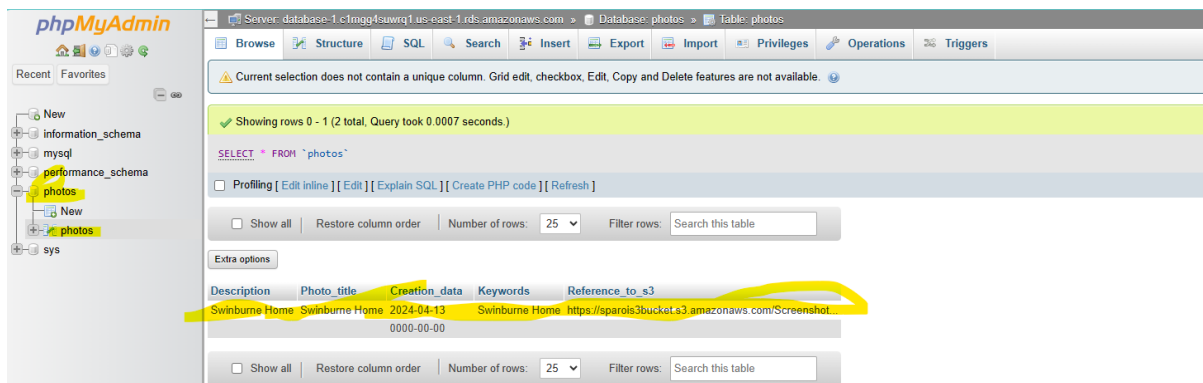 phpMyAdmin
Recent Favorites
New
information_schema
mysql
performance_schema
photos
New
photos
sys
Server: database-1.c1mgg4suwrq1.us-east-1.rds.amazonaws.com » Database: photos » Table: photos
Browse Structure SQL Search Insert Export Import Privileges Operations Triggers
Current selection does not contain a unique column. Grid edit, checkbox, Edit, Copy and Delete features are not available.
Showing rows 0 - 1 (2 total, Query took 0.0007 seconds.)
SELECT * FROM `photos`
Profiling [ Edit inline ] [ Edit ] [ Explain SQL ] [ Create PHP code ] [ Refresh ]
Show all Restore column order Number of rows: 25 Filter rows: Search this table
Extra options
Description Photo_title Creation_data Keywords Reference_to_s3
Swinburne Home Swinburne Home 2024-04-13 Swinburne Home https://sparois3bucket.s3.amazonaws.com/Screenshot...
0000-00-00
Show all Restore column order Number of rows: 25 Filter rows: Search this table